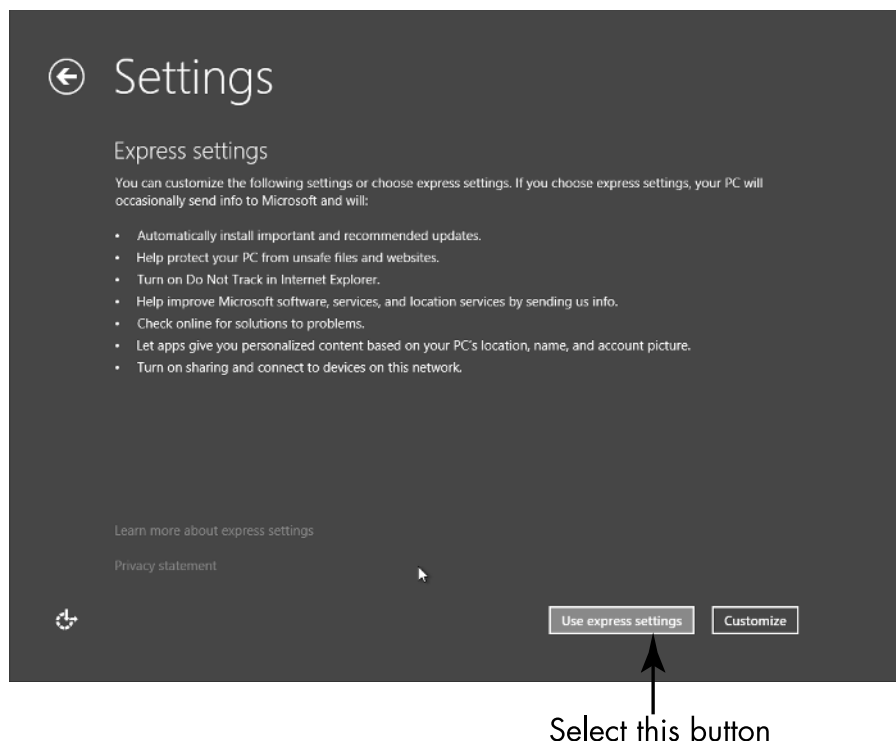 Settings
Express settings
You can customize the following settings or choose express settings. If you choose express settings, your PC will
occasionally send info to Microsoft and will:
• Automatically install important and recommended updates.
• Help protect your PC from unsafe files and websites.
• Turn on Do Not Track in Internet Explorer.
• Help improve Microsoft software, services, and location services by sending us info.
• Check online for solutions to problems.
• Let apps give you personalized content based on your PC's location, name, and account picture.
• Turn on sharing and connect to devices on this network.
Learn more about express settings
Privacy statement
Use express settings Customize
Select this button